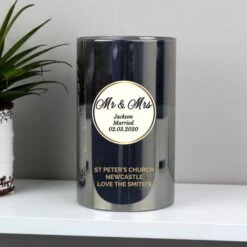 Mr & Mrs
Jackson
Married
02.03.2020
ST PETER'S CHURCH
NEWCASTLE
LOVE THE SMITH'S